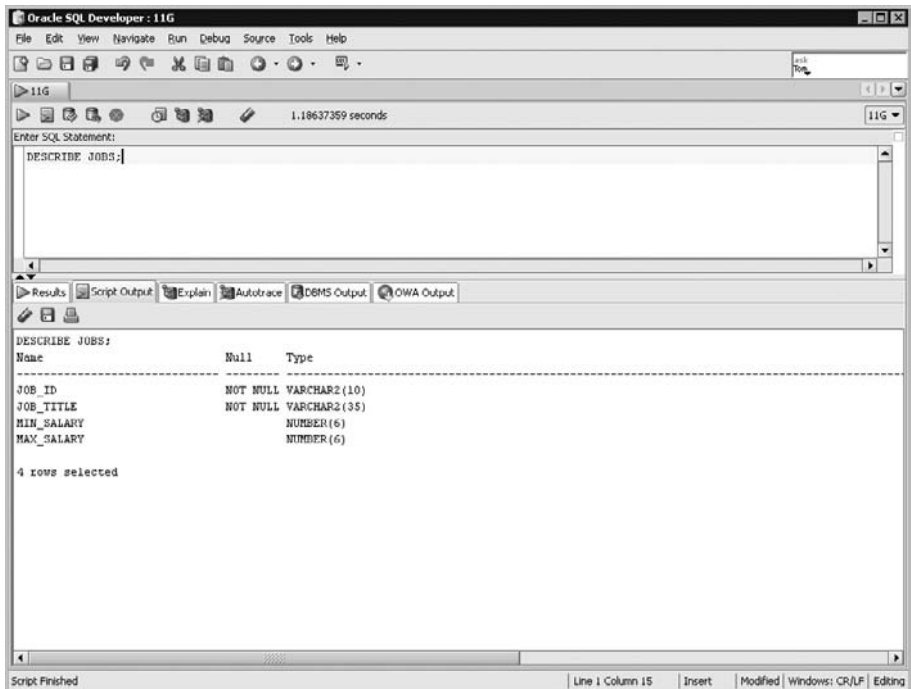 Oracle SQL Developer : 11G
File Edit View Navigate Run Debug Source Tools Help
ask
Tom
11G
1.18637359 seconds
11G
Enter SQL Statement:
DESCRIBE JOBS;
Results Script Output Explain Autotrace DBMS Output OWA Output
DESCRIBE JOBS;
Name Null Type
------------------------------ -------- ------------------------------------------------------------------------------------------
JOB_ID NOT NULL VARCHAR2(10)
JOB_TITLE NOT NULL VARCHAR2(35)
MIN_SALARY NUMBER(6)
MAX_SALARY NUMBER(6)
4 rows selected
Script Finished Line 1 Column 15 Insert Modified Windows: CR/LF Editing